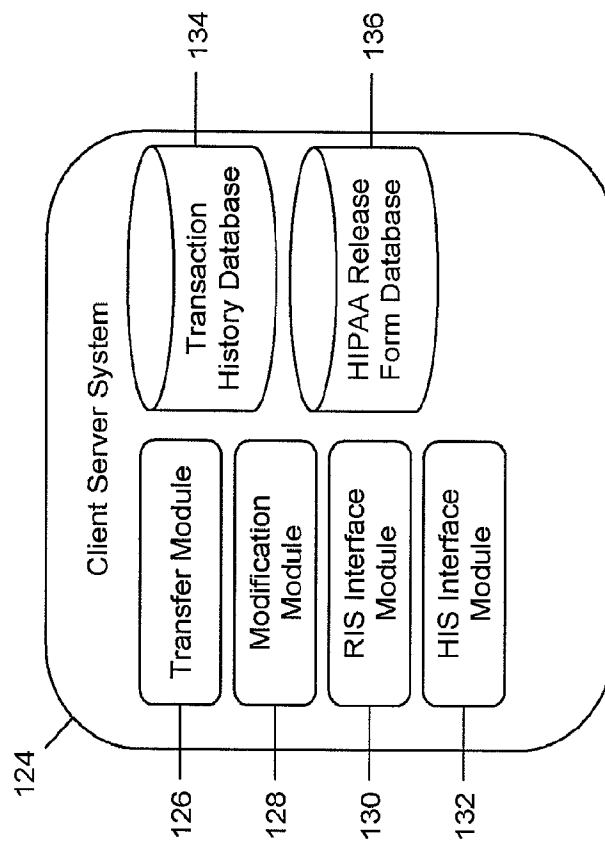 124
Client Server System
126
Transfer Module
128
Modification
Module
130
RIS Interface
Module
132
HIS Interface
Module
Transaction
History Database
134
HIPAA Release
Form Database
136